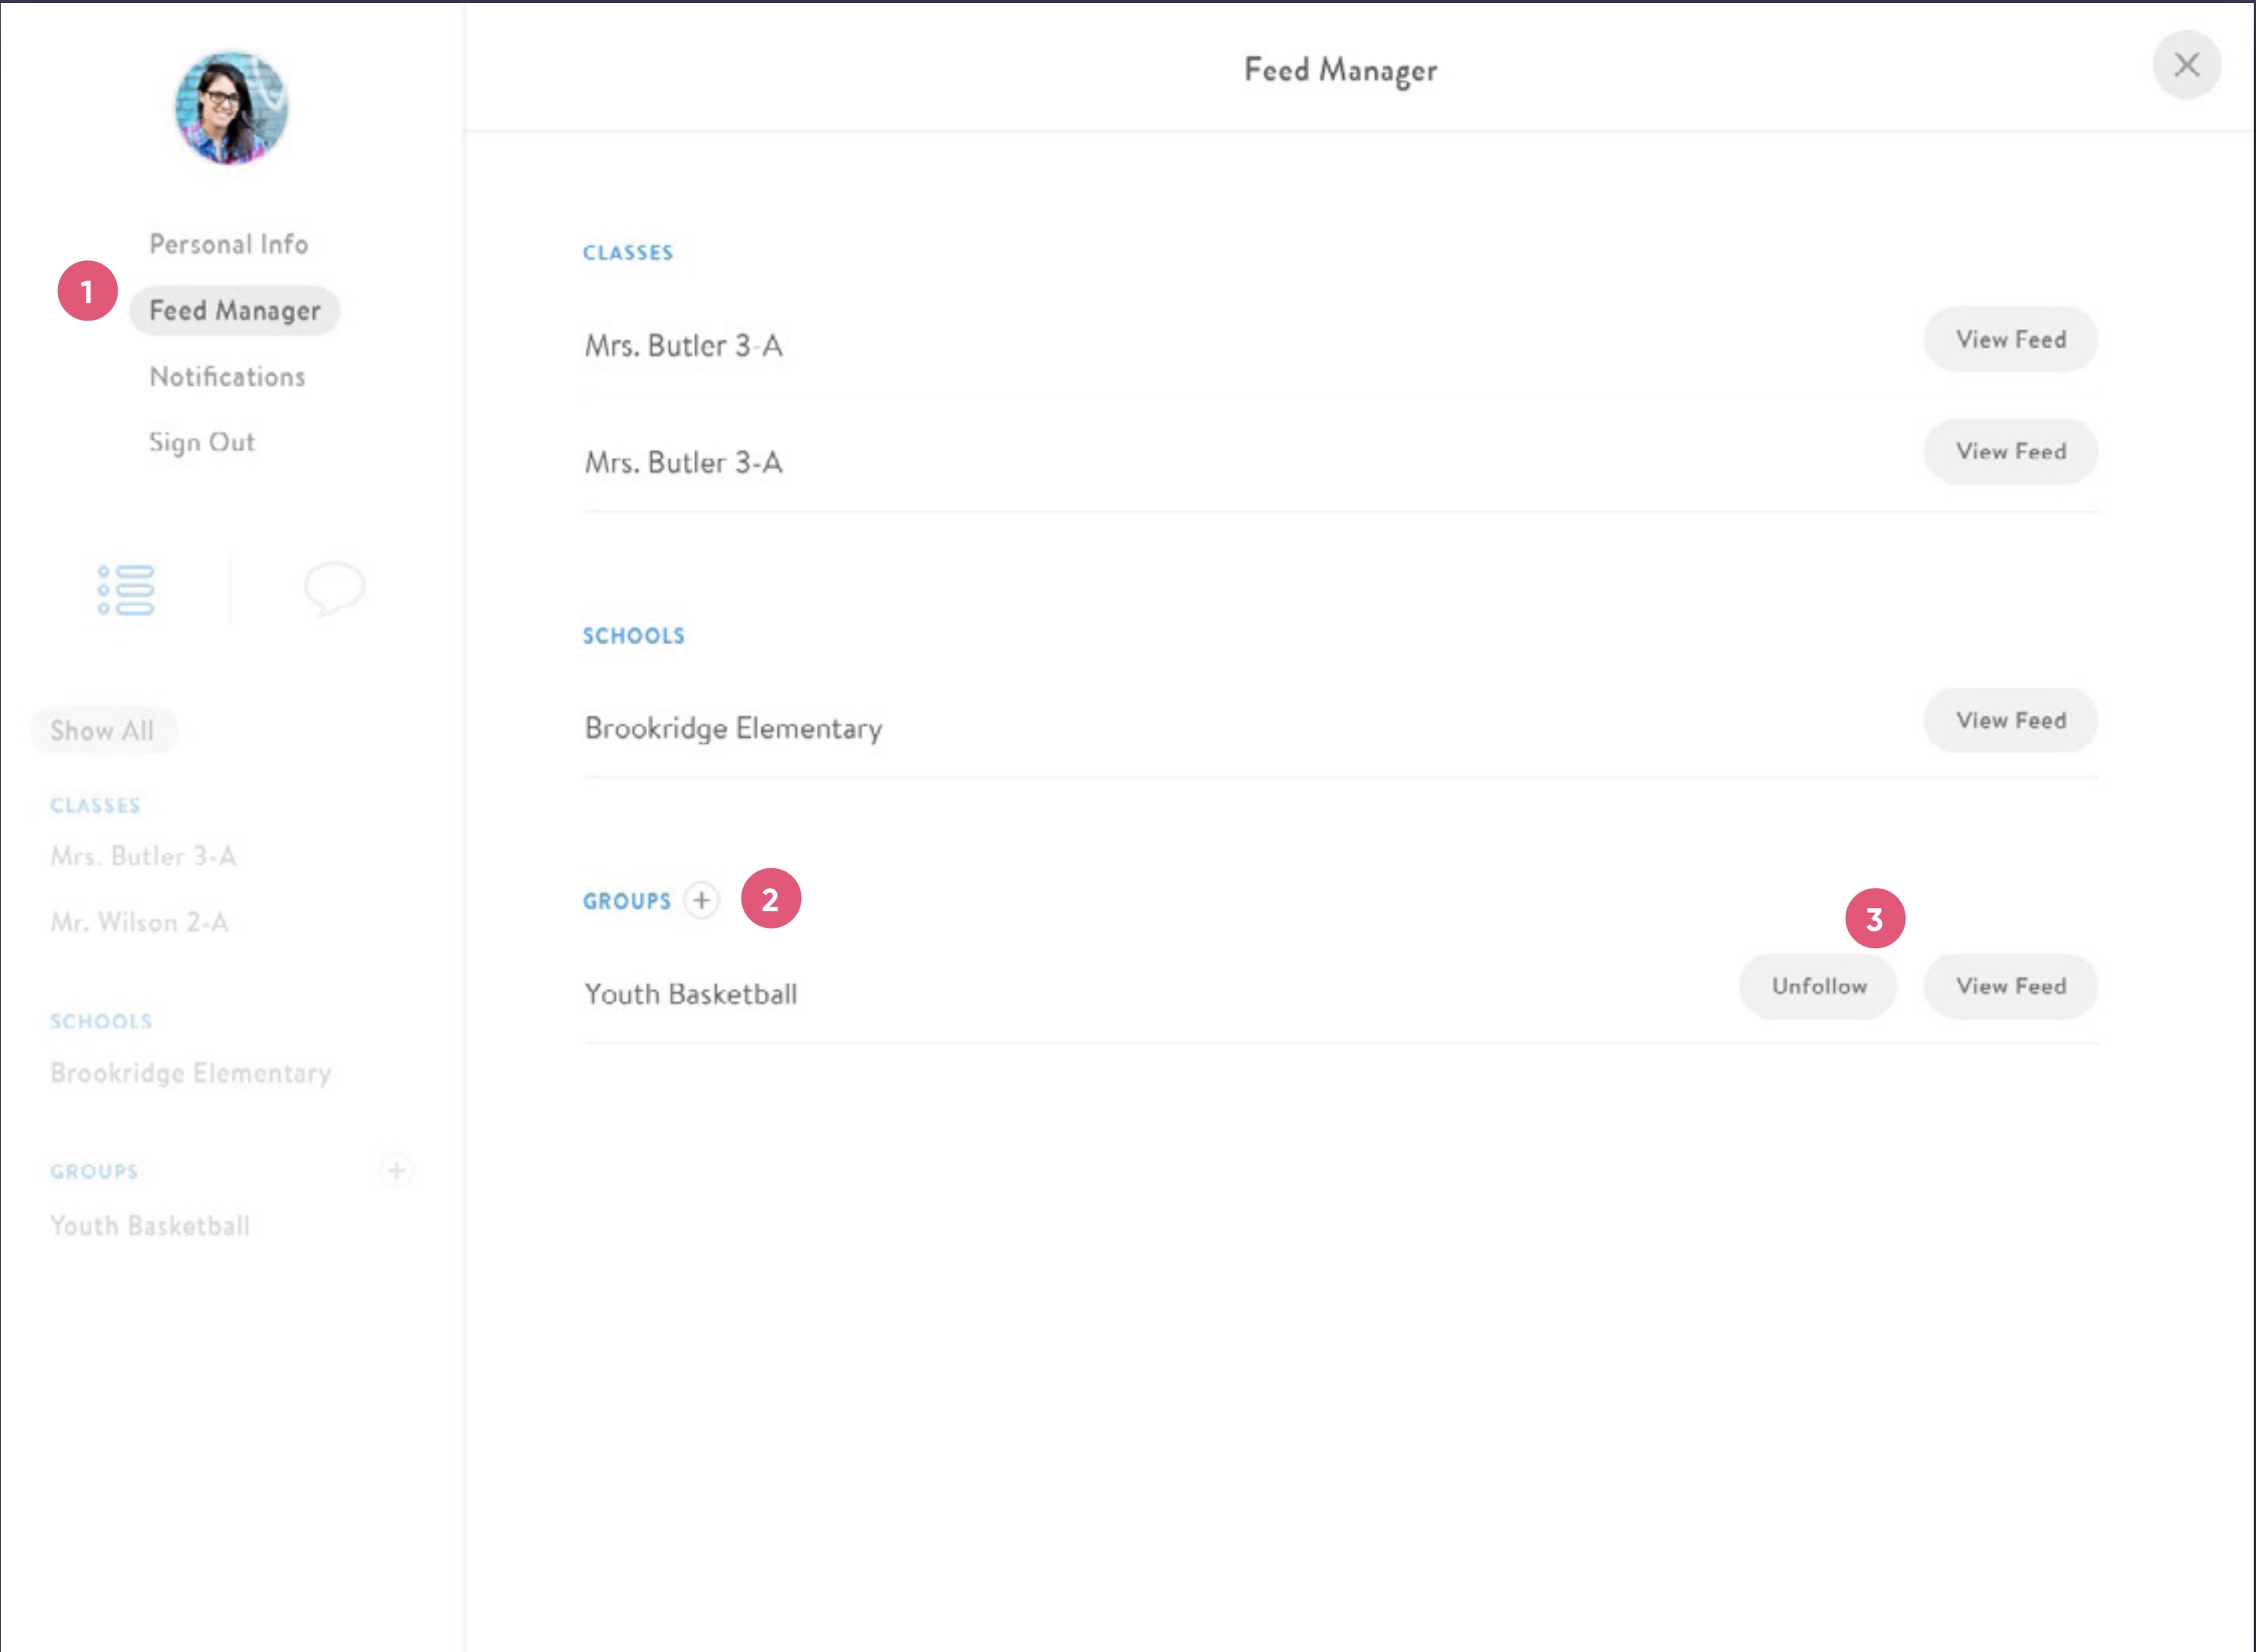 Personal Info
1
Feed Manager
Notifications
Sign Out
Show All
CLASSES
Mrs. Butler 3-A
Mr. Wilson 2-A
SCHOOLS
Brookridge Elementary
GROUPS +
Youth Basketball
Feed Manager
CLASSES
Mrs. Butler 3-A View Feed
Mrs. Butler 3-A View Feed
SCHOOLS
Brookridge Elementary View Feed
GROUPS + 2
3
Youth Basketball Unfollow View Feed